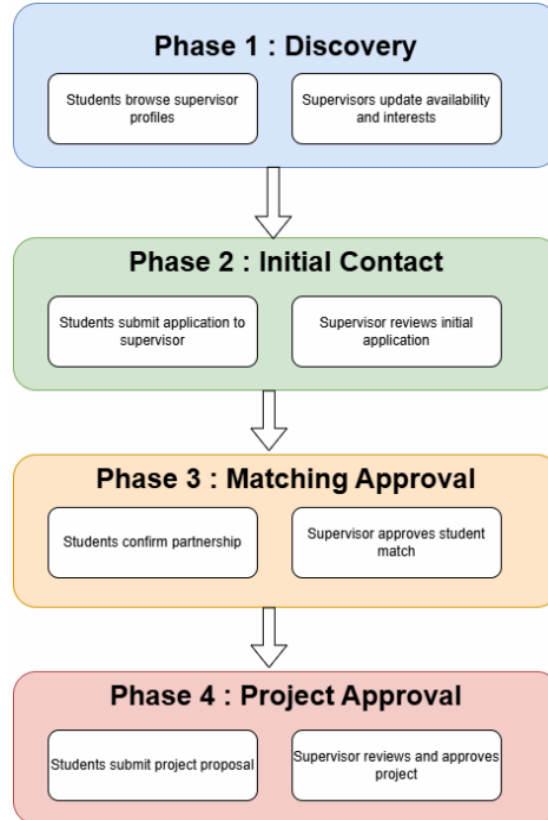 Phase 1 : Discovery
Students browse supervisor
profiles
Supervisors update availability
and interests
Phase 2 : Initial Contact
Students submit application to
supervisor
Supervisor reviews initial
application
Phase 3 : Matching Approval
Students confirm partnership
Supervisor approves student
match
Phase 4 : Project Approval
Students submit project proposal
Supervisor reviews and approves
project